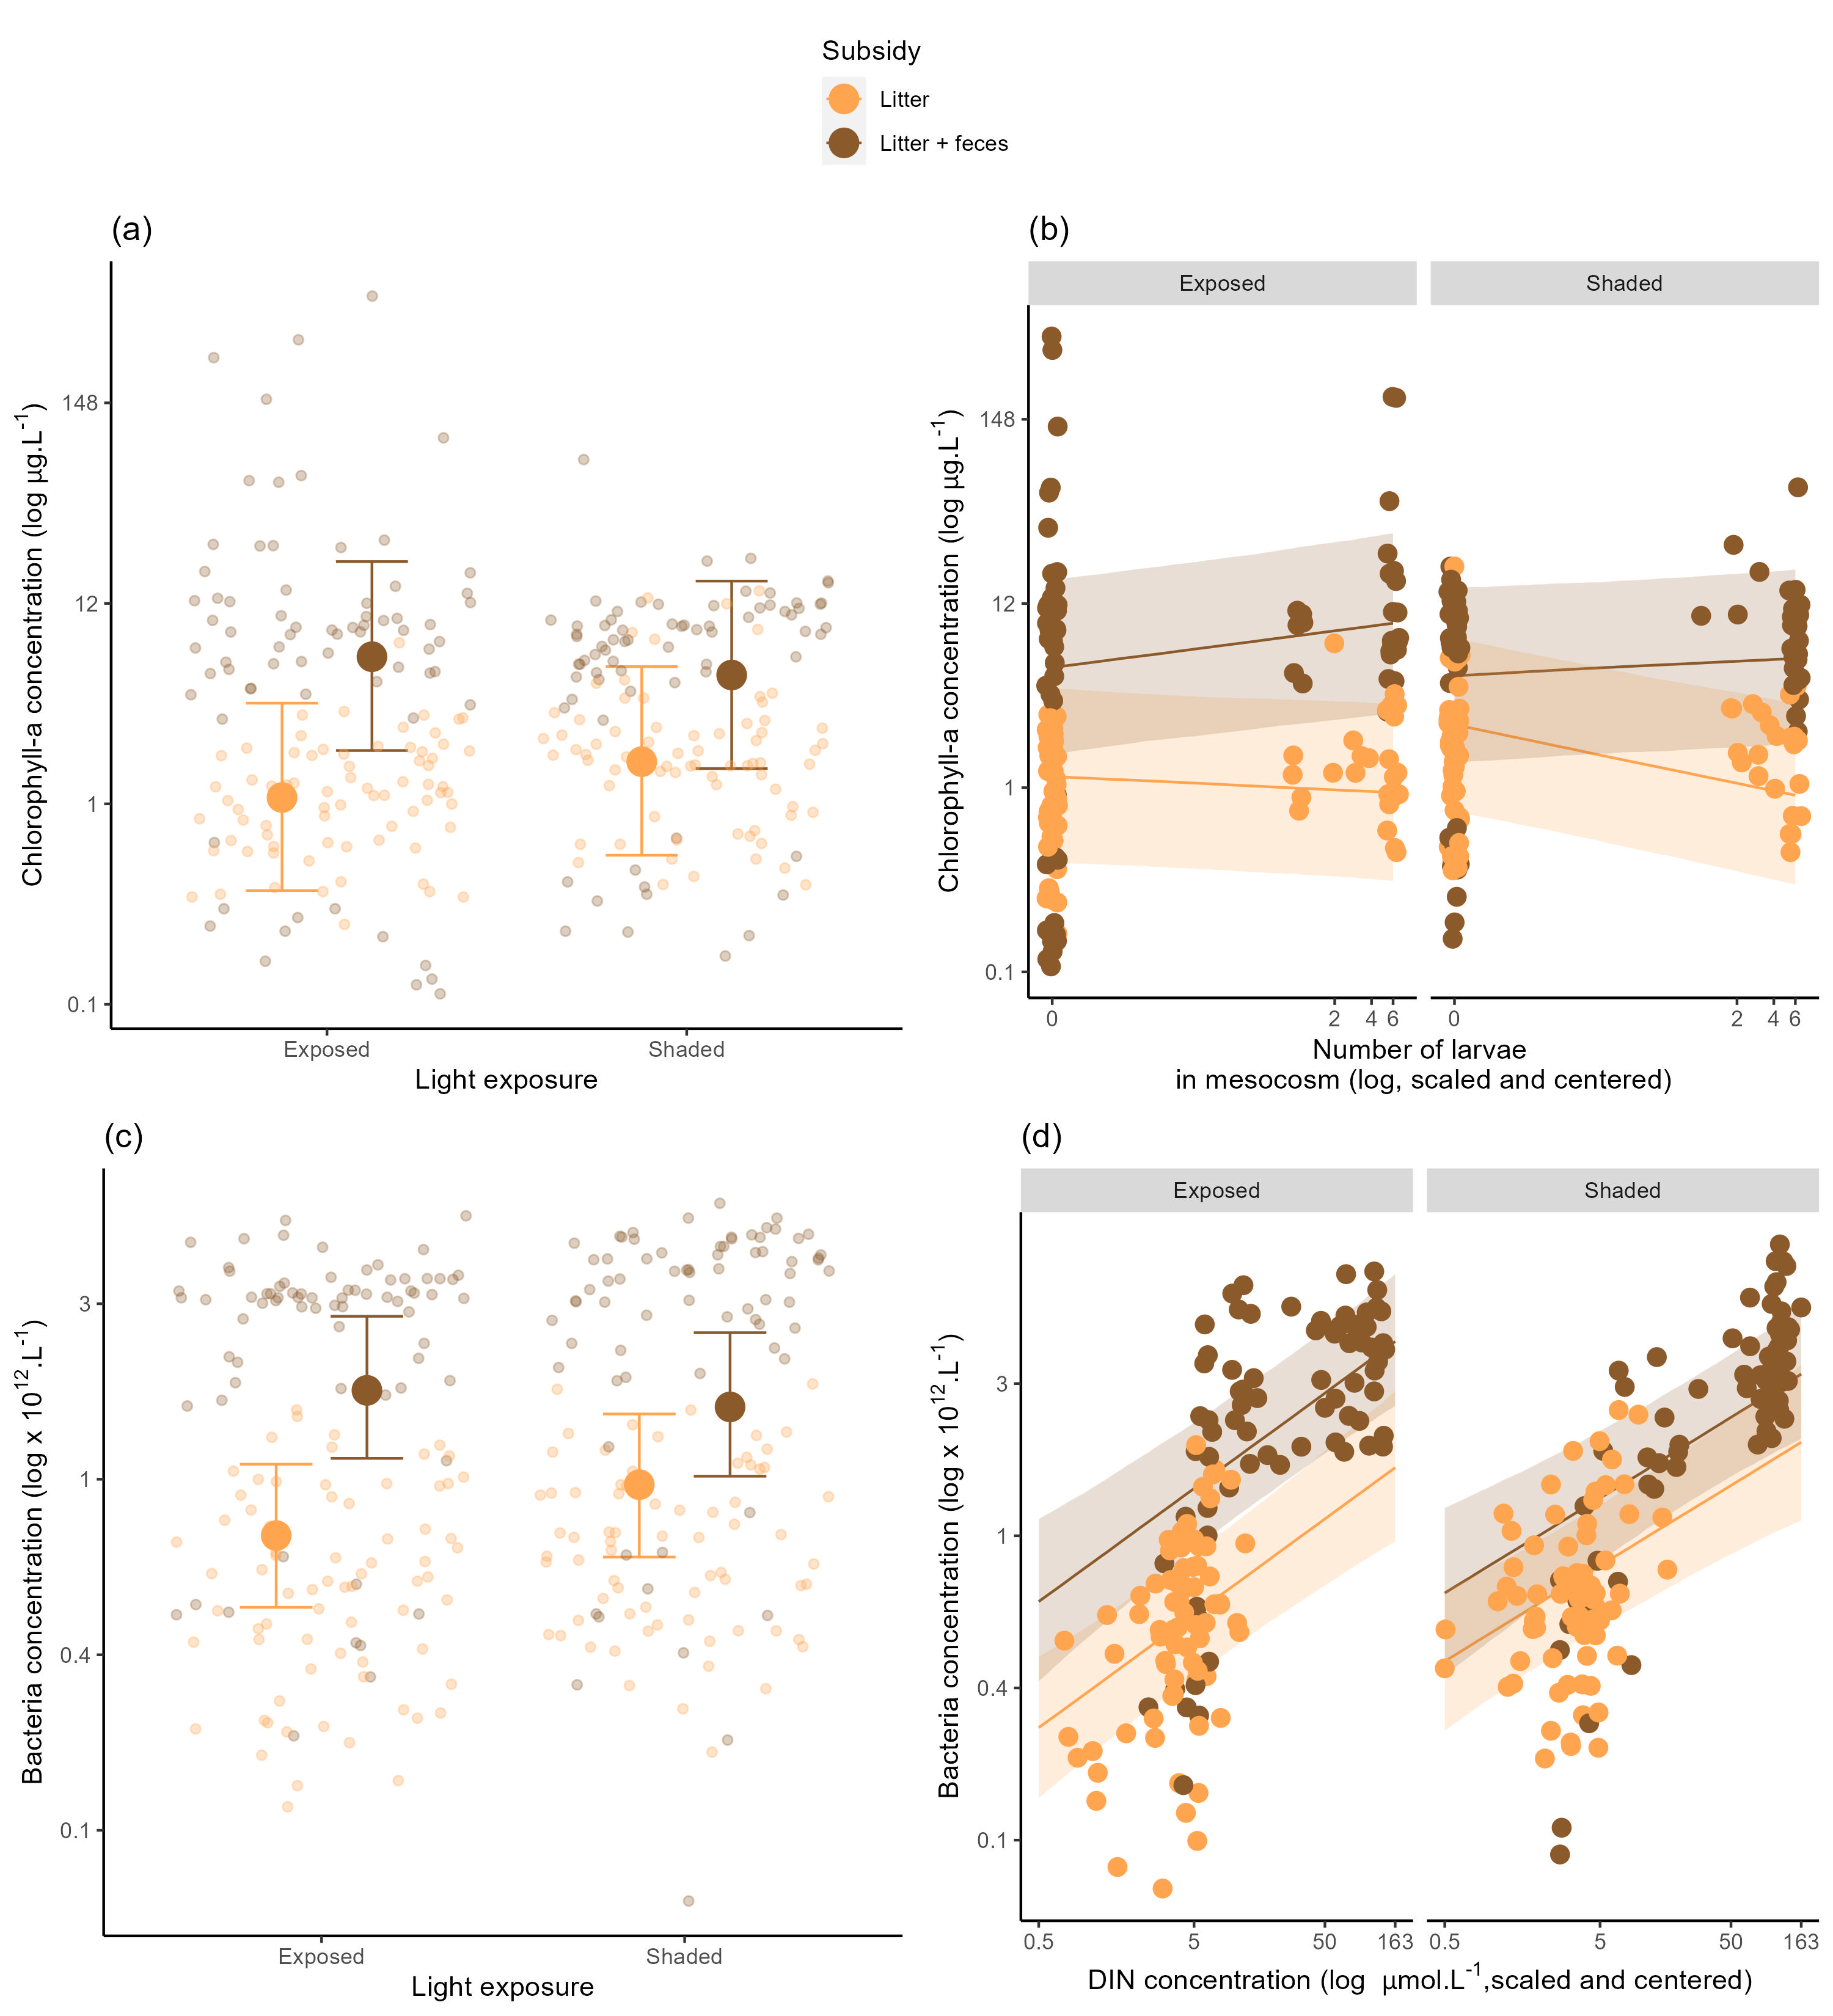 Subsidy
Litter
Litter + feces
(a)
Chlorophyll-a concentration (log µg.L⁻¹)
148
12
1
0.1
Exposed
Shaded
Light exposure
(b)
Exposed
Shaded
Chlorophyll-a concentration (log µg.L⁻¹)
148
12
1
0.1
0 2 4 6
0 2 4 6
Number of larvae
in mesocosm (log, scaled and centered)
(c)
Bacteria concentration (log x 10¹².L⁻¹)
3
1
0.4
0.1
Exposed
Shaded
Light exposure
(d)
Exposed
Shaded
Bacteria concentration (log x 10¹².L⁻¹)
3
1
0.4
0.1
0.5 5 50 163
0.5 5 50 163
DIN concentration (log µmol.L⁻¹,scaled and centered)